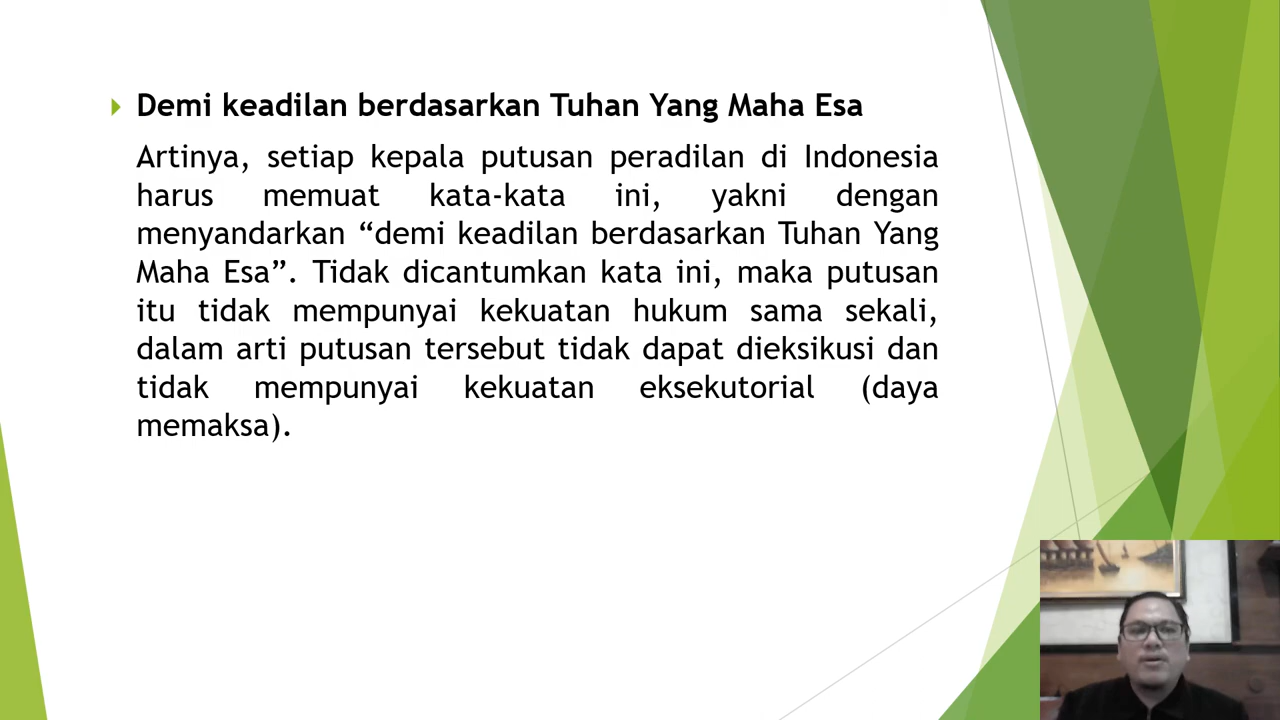 Demi keadilan berdasarkan Tuhan Yang Maha Esa
Artinya, setiap kepala putusan peradilan di Indonesia
harus memuat kata-kata ini, yakni dengan
menyandarkan “demi keadilan berdasarkan Tuhan Yang
Maha Esa”. Tidak dicantumkan kata ini, maka putusan
itu tidak mempunyai kekuatan hukum sama sekali,
dalam arti putusan tersebut tidak dapat dieksikusi dan
tidak mempunyai kekuatan eksekutorial (daya
memaksa).